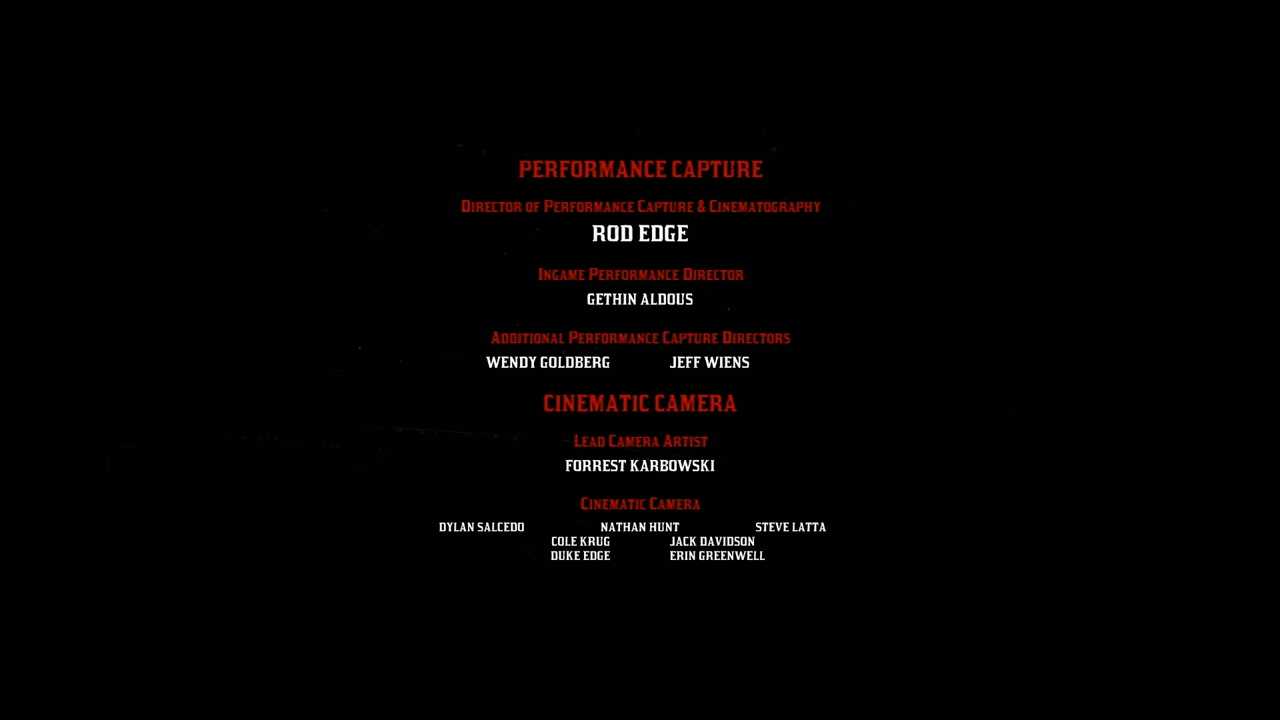 PERFORMANCE CAPTURE
DIRECTOR OF PERFORMANCE CAPTURE & CINEMATOGRAPHY
ROD EDGE
INGAME PERFORMANCE DIRECTOR
GETHIN ALDOUS
ADDITIONAL PERFORMANCE CAPTURE DIRECTORS
WENDY GOLDBERG JEFF WIENS
CINEMATIC CAMERA
LEAD CAMERA ARTIST
FORREST KARBOWSKI
CINEMATIC CAMERA
DYLAN SALCEDO NATHAN HUNT STEVE LATTA
COLE KRUG JACK DAVIDSON
DUKE EDGE ERIN GREENWELL